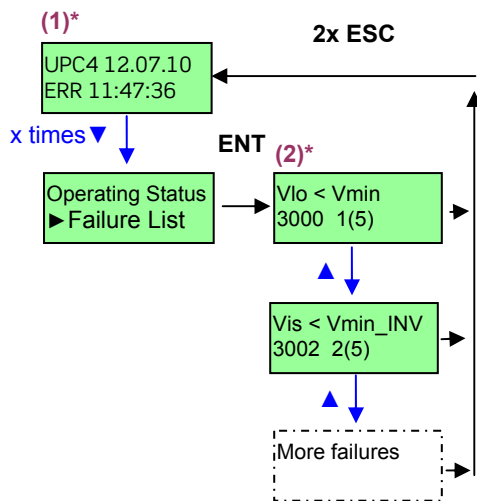 (1)*
2x ESC
UPC4 12.07.10
ERR 11:47:36
x times▼
ENT
(2)*
Operating Status
►Failure List
Vlo < Vmin
3000 1(5)
▲
Vis < Vmin_INV
3002 2(5)
▲
More failures